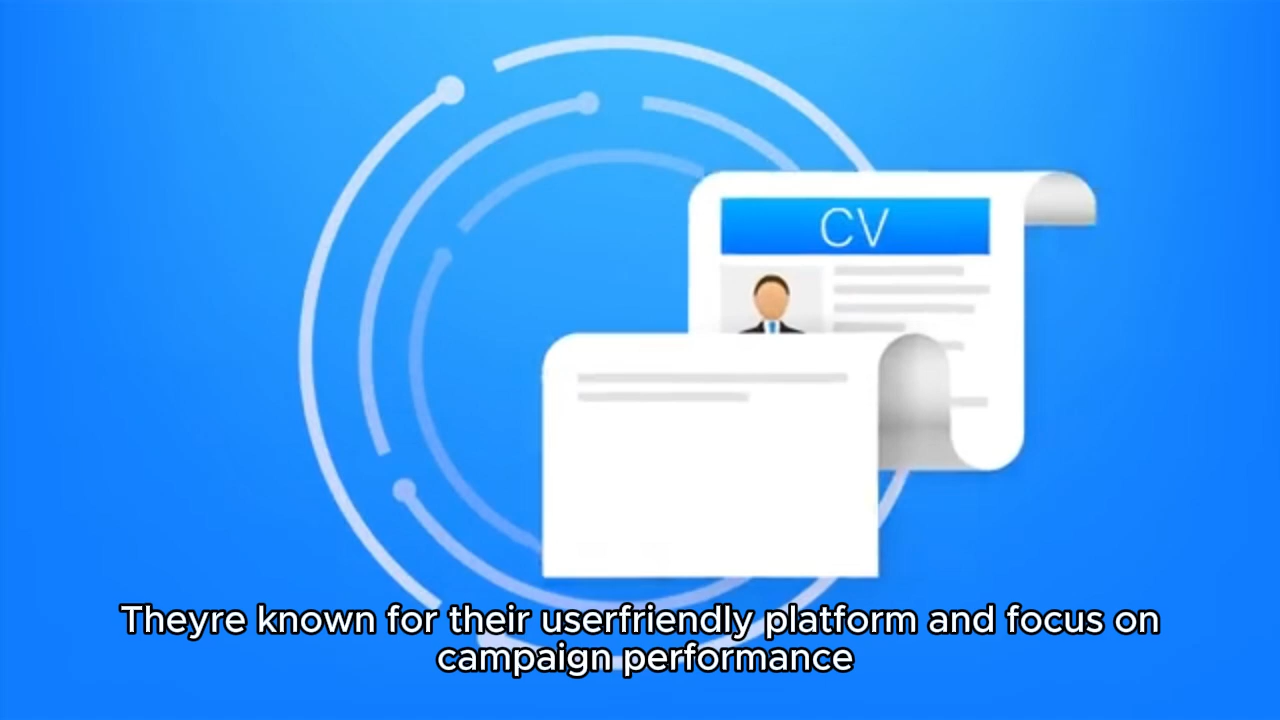 CV
Theyre known for their userfriendly platform and focus on
campaign performance